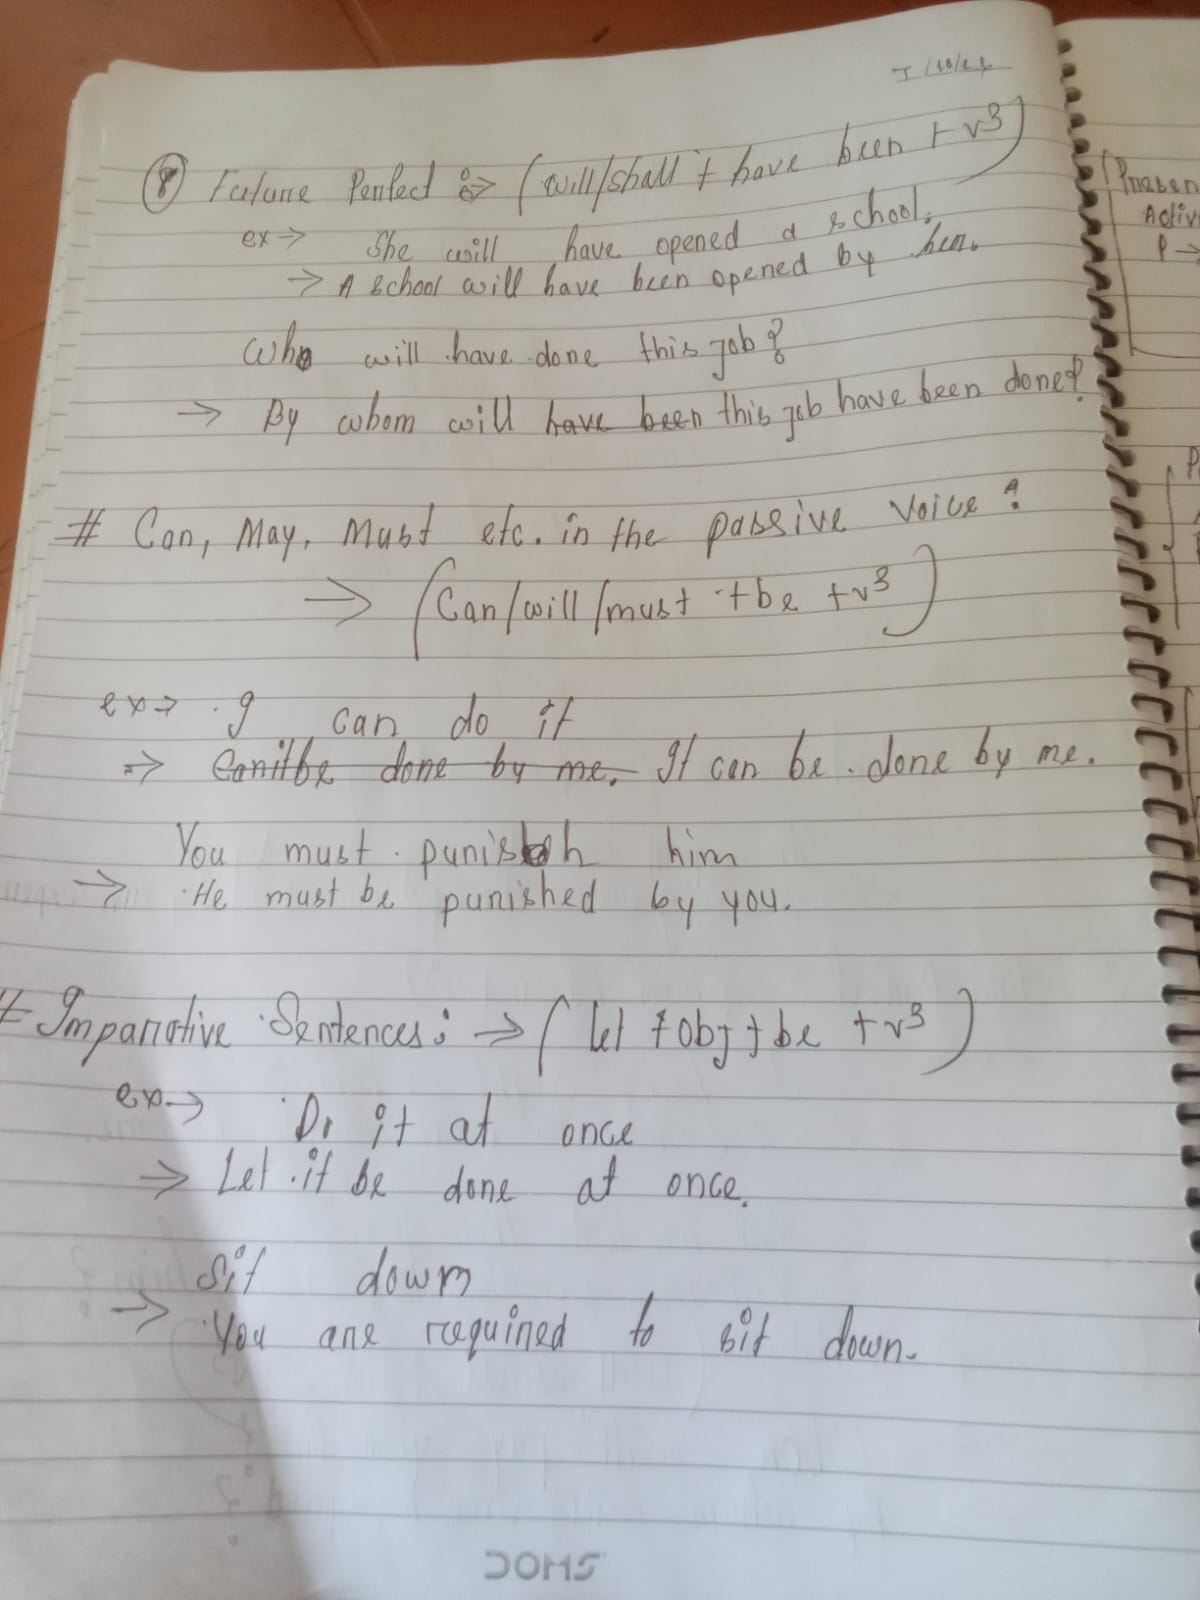 ⑧ Future Perfect :⇒ (will/shall + have been + v3)
ex → She will have opened a school.
→ A school will have been opened by her.
Who will have done this job?
→ By whom will ~~have been~~ this job have been done?
# Can, May, Must etc. in the passive Voice:
→ (Can/will/must + be + v3)
ex → I can do it
→ ~~Can it be done by me.~~ It can be done by me.
You must punish him
→ He must be punished by you.
# Imparative Sentences: → (let + obj + be + v3)
ex → Do it at once
→ Let it be done at once.
Sit down
→ You are required to sit down.
DOMS
Activ
P →